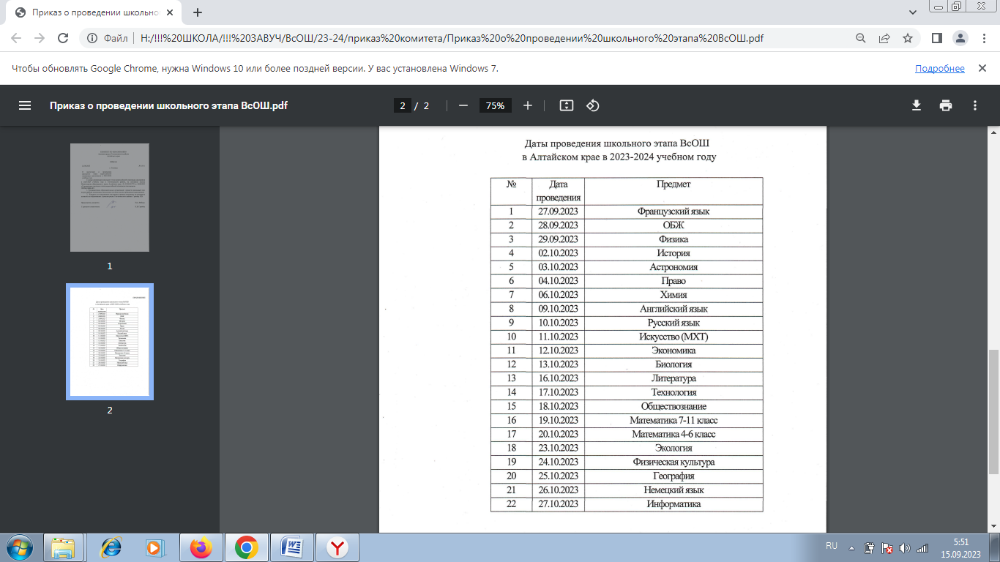 Приказ о проведении школьно
Файл
H:/!!!%20ШКОЛА/!!!%20ЗАВУЧ/ВсОШ/23-24/приказ%20комитета/Приказ%20о%20проведении%20школьного%20этапа%20ВсОШ.pdf
Чтобы обновлять Google Chrome, нужна Windows 10 или более поздней версии. У вас установлена Windows 7.
Подробнее
Приказ о проведении школьного этапа ВсОШ.pdf
2 / 2
75%
1
2
Даты проведения школьного этапа ВсОШ
в Алтайском крае в 2023-2024 учебном году
№ Дата Предмет
проведения
1 27.09.2023 Французский язык
2 28.09.2023 ОБЖ
3 29.09.2023 Физика
4 02.10.2023 История
5 03.10.2023 Астрономия
6 04.10.2023 Право
7 06.10.2023 Химия
8 09.10.2023 Английский язык
9 10.10.2023 Русский язык
10 11.10.2023 Искусство (МХТ)
11 12.10.2023 Экономика
12 13.10.2023 Биология
13 16.10.2023 Литература
14 17.10.2023 Технология
15 18.10.2023 Обществознание
16 19.10.2023 Математика 7-11 класс
17 20.10.2023 Математика 4-6 класс
18 23.10.2023 Экология
19 24.10.2023 Физическая культура
20 25.10.2023 География
21 26.10.2023 Немецкий язык
22 27.10.2023 Информатика
RU
5:51
15.09.2023